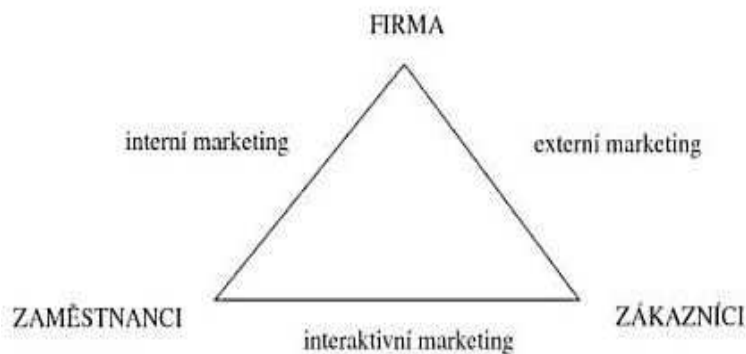 FIRMA
interní marketing
externí marketing
ZAMĚSTNANCI
ZÁKAZNÍCI
interaktivní marketing